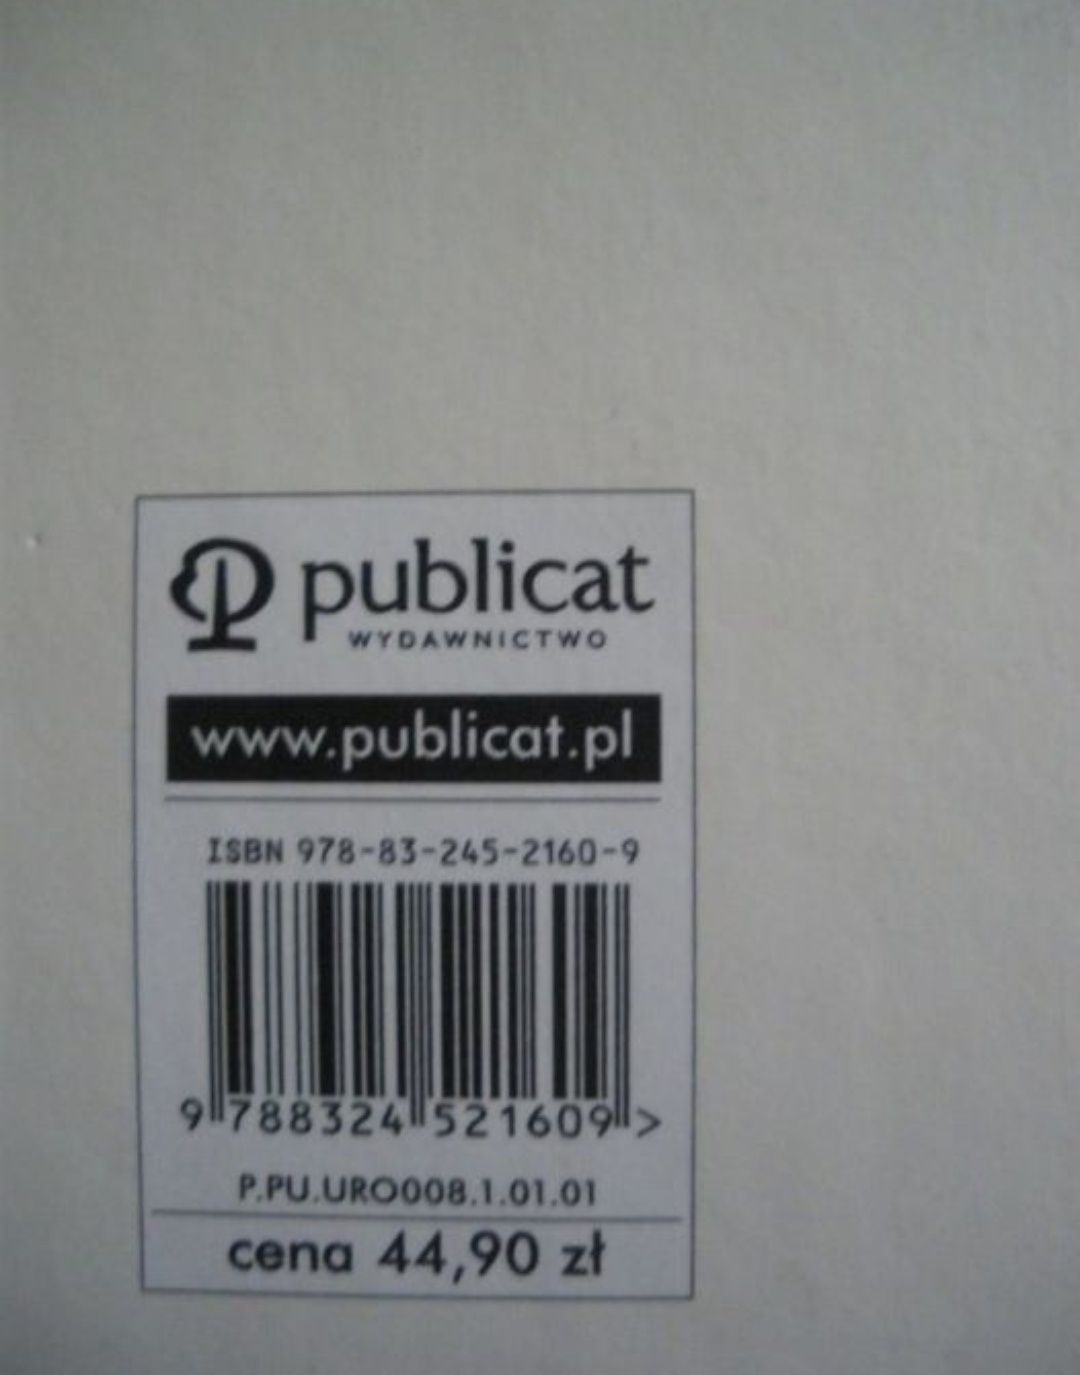 publicat
WYDAWNICTWO
www.publicat.pl
ISBN 978-83-245-2160-9
9 788324 521609 >
P.PU.URO008.1.01.01
cena 44,90 zł